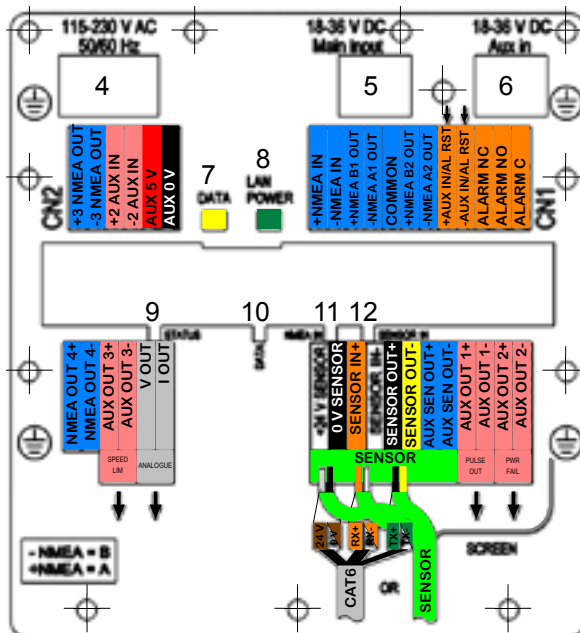 115-230 V AC
50/60 Hz
18-36 V DC
Main Input
18-36 V DC
Aux in
4
5
6
CN2
+3 NMEA OUT
-3 NMEA OUT
+2 AUX IN
-2 AUX IN
AUX 5 V
AUX 0 V
7
DATA
8
LAN
POWER
+NMEA IN
-NMEA IN
+NMEA B1 OUT
-NMEA A1 OUT
COMMON
+NMEA B2 OUT
-NMEA A2 OUT
+AUX IN/AL RST
-AUX IN/AL RST
ALARM NC
ALARM NO
ALARM C
CN1
9
STATUS
10
DATA
11
NMEA IN
12
SENSOR IN
NMEA OUT 4+
NMEA OUT 4-
AUX OUT 3+
AUX OUT 3-
V OUT
I OUT
SPEED
LIM
ANALOGUE
+24 V SENSOR
0 V SENSOR
SENSOR IN+
SENSOR IN-
SENSOR OUT+
SENSOR OUT-
AUX SEN OUT+
AUX SEN OUT-
AUX OUT 1+
AUX OUT 1-
AUX OUT 2+
AUX OUT 2-
SENSOR
PULSE
OUT
PWR
FAIL
24 V
0 V
RX+
RX-
TX+
TX-
CAT6
OR
SENSOR
SCREEN
- NMEA = B
+NMEA = A